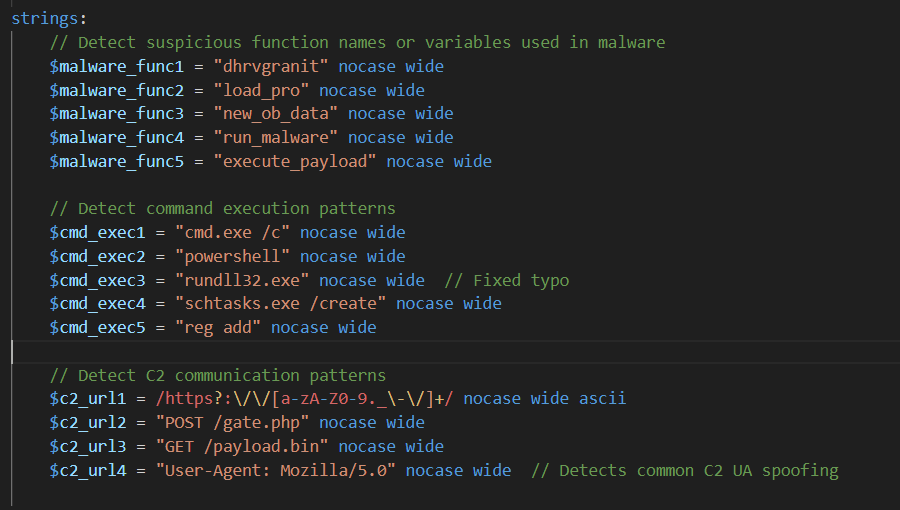 strings:
// Detect suspicious function names or variables used in malware
$malware_func1 = "dhrvgranit" nocase wide
$malware_func2 = "load_pro" nocase wide
$malware_func3 = "new_ob_data" nocase wide
$malware_func4 = "run_malware" nocase wide
$malware_func5 = "execute_payload" nocase wide
// Detect command execution patterns
$cmd_exec1 = "cmd.exe /c" nocase wide
$cmd_exec2 = "powershell" nocase wide
$cmd_exec3 = "rundll32.exe" nocase wide  // Fixed typo
$cmd_exec4 = "schtasks.exe /create" nocase wide
$cmd_exec5 = "reg add" nocase wide
// Detect C2 communication patterns
$c2_url1 = /https?:\/\/[a-zA-Z0-9._\-\/]+/ nocase wide ascii
$c2_url2 = "POST /gate.php" nocase wide
$c2_url3 = "GET /payload.bin" nocase wide
$c2_url4 = "User-Agent: Mozilla/5.0" nocase wide  // Detects common C2 UA spoofing